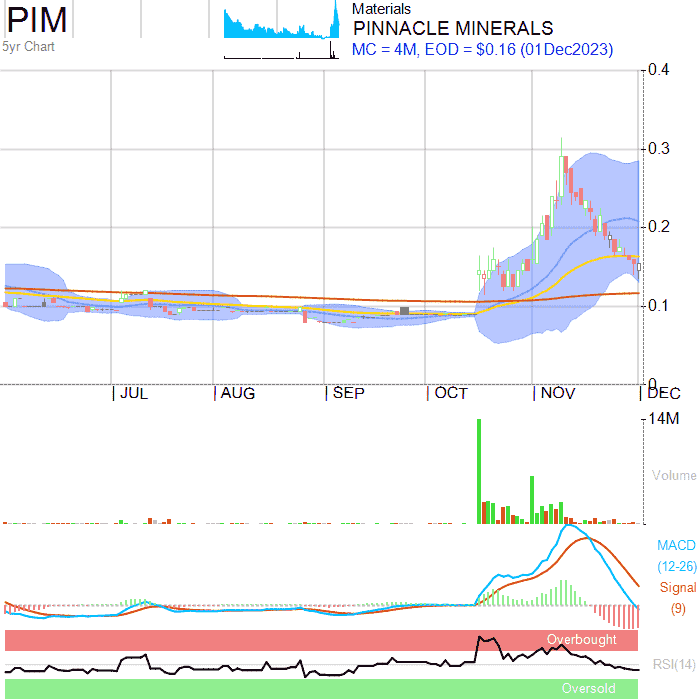 PIM
5yr Chart
Materials
PINNACLE MINERALS
MC = 4M, EOD = $0.16 (01Dec2023)
0.4
0.3
0.2
0.1
0
JUL AUG SEP OCT NOV DEC
14M
Volume
MACD
(12-26)
Signal
(9)
Overbought
RSI(14)
Oversold